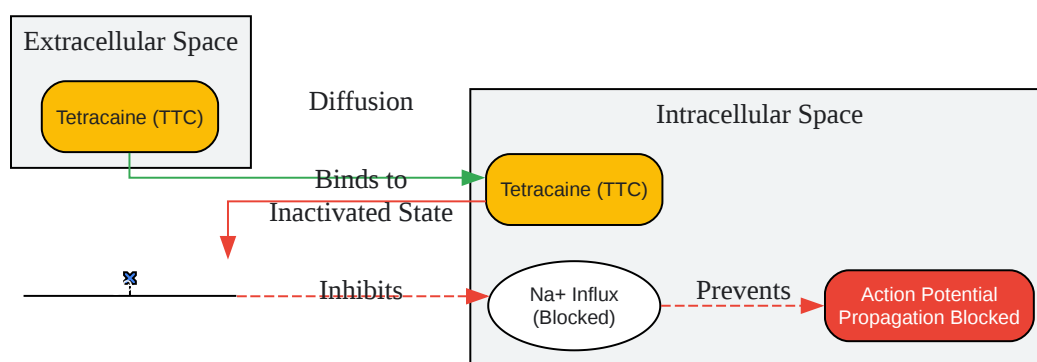 Extracellular Space
Tetracaine (TTC)
Diffusion
Intracellular Space
Binds to
Inactivated State
Tetracaine (TTC)
Inhibits
Na+ Influx
(Blocked)
Prevents
Action Potential
Propagation Blocked